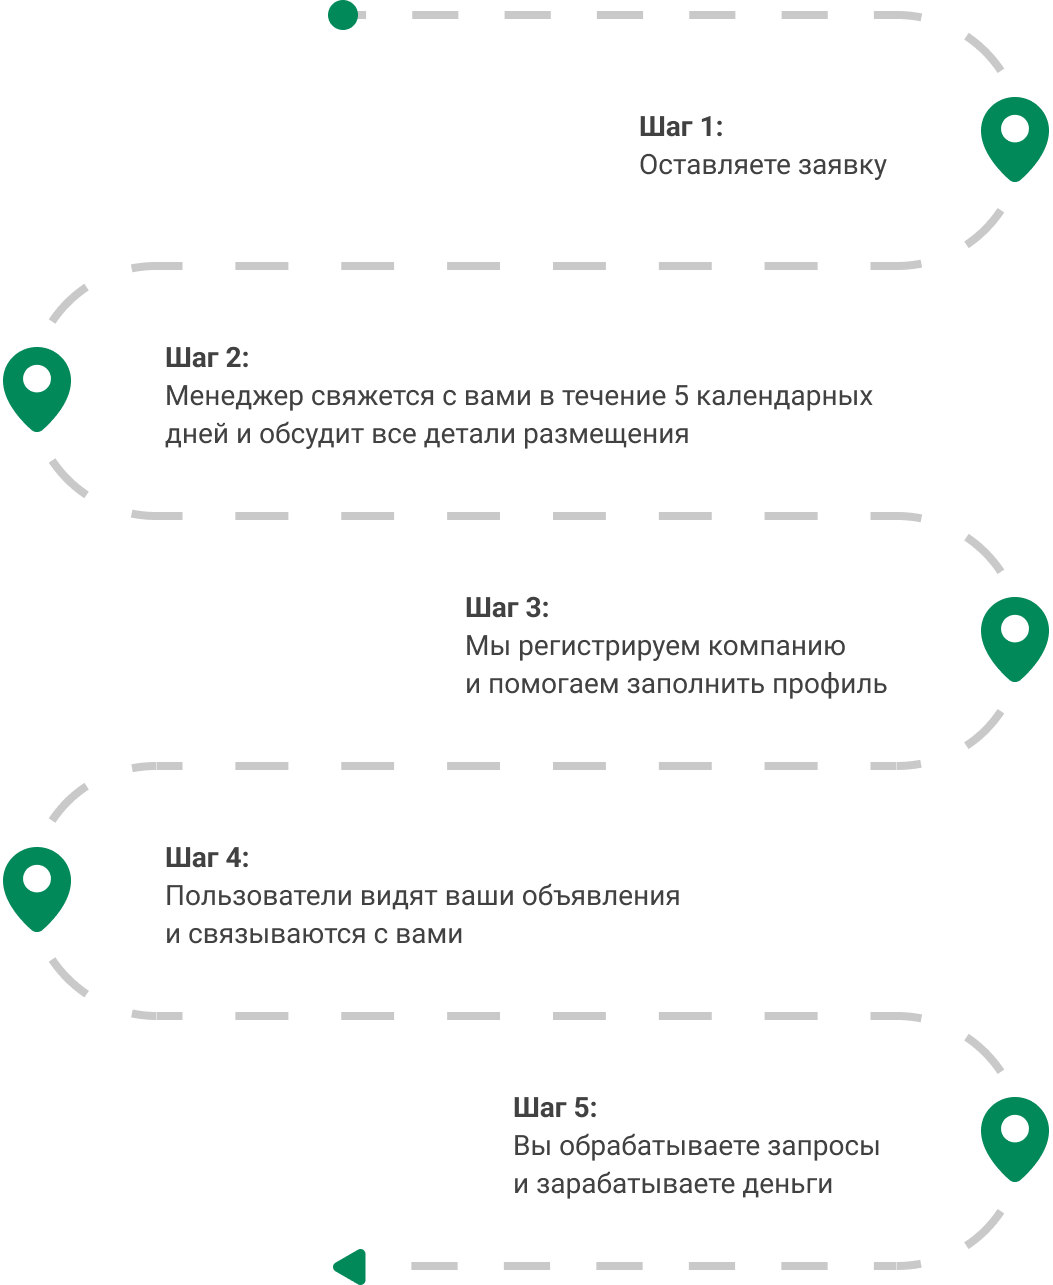 Шаг 1:
Оставляете заявку
Шаг 2:
Менеджер свяжется с вами в течение 5 календарных
дней и обсудит все детали размещения
Шаг 3:
Мы регистрируем компанию
и помогаем заполнить профиль
Шаг 4:
Пользователи видят ваши объявления
и связываются с вами
Шаг 5:
Вы обрабатываете запросы
и зарабатываете деньги